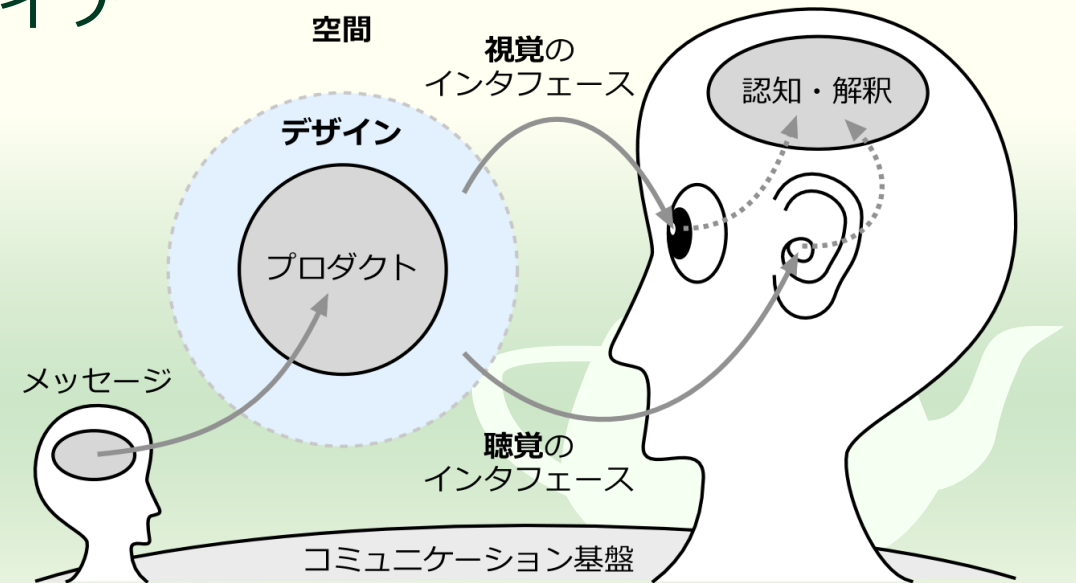 空間
視覚の
インタフェース
認知・解釈
デザイン
プロダクト
メッセージ
聴覚の
インタフェース
コミュニケーション基盤